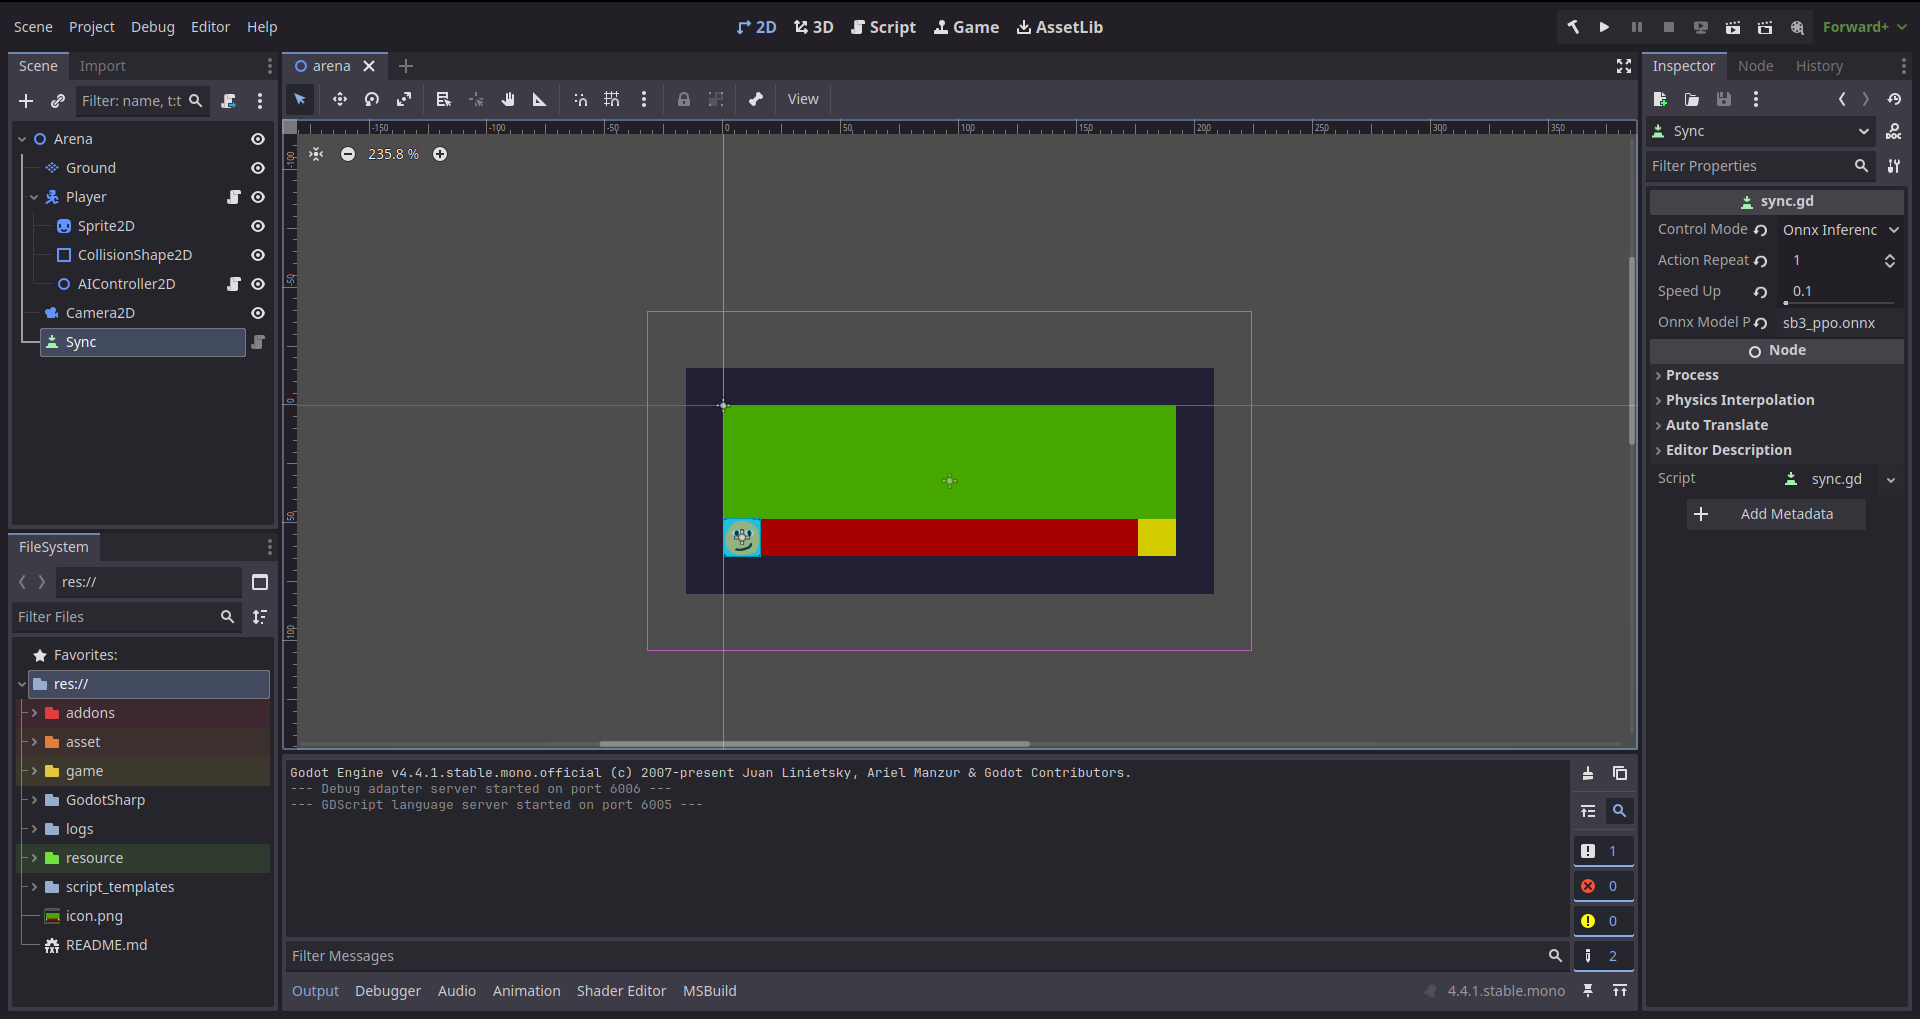 Scene Project Debug Editor Help
2D 3D Script Game AssetLib
Forward+
Scene Import
Filter: name, t:t
Arena
Ground
Player
Sprite2D
CollisionShape2D
AIController2D
Camera2D
Sync
FileSystem
res://
Filter Files
Favorites:
res://
addons
asset
game
GodotSharp
logs
resource
script_templates
icon.png
README.md
arena
View
-150 -100 -50 0 50 100 150 200 250 300 350
-100
-50
0
50
100
235.8 %
Godot Engine v4.4.1.stable.mono.official (c) 2007-present Juan Linietsky, Ariel Manzur & Godot Contributors.
--- Debug adapter server started on port 6006 ---
--- GDScript language server started on port 6005 ---
1
0
0
2
Filter Messages
Output Debugger Audio Animation Shader Editor MSBuild
4.4.1.stable.mono
Inspector Node History
Sync
Filter Properties
sync.gd
Control Mode Onnx Inferenc
Action Repeat 1
Speed Up 0.1
Onnx Model P sb3_ppo.onnx
Node
Process
Physics Interpolation
Auto Translate
Editor Description
Script sync.gd
Add Metadata